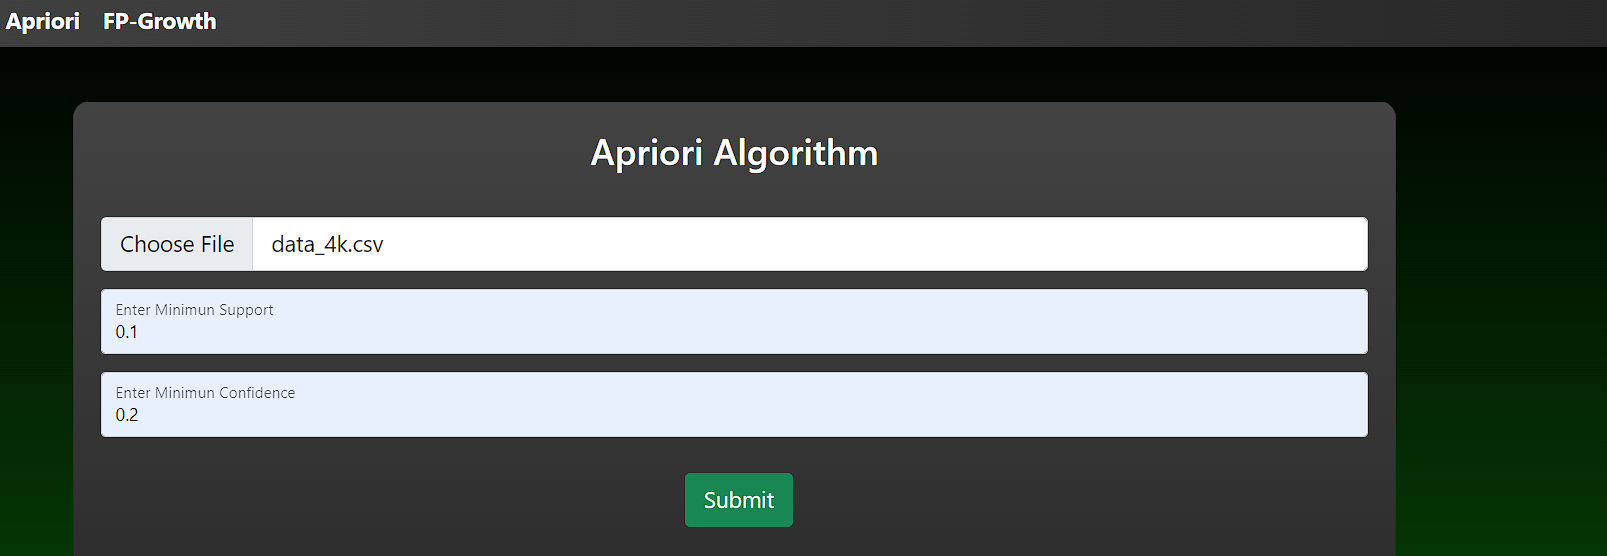 Apriori FP-Growth
Apriori Algorithm
Choose File data_4k.csv
Enter Minimun Support
0.1
Enter Minimun Confidence
0.2
Submit